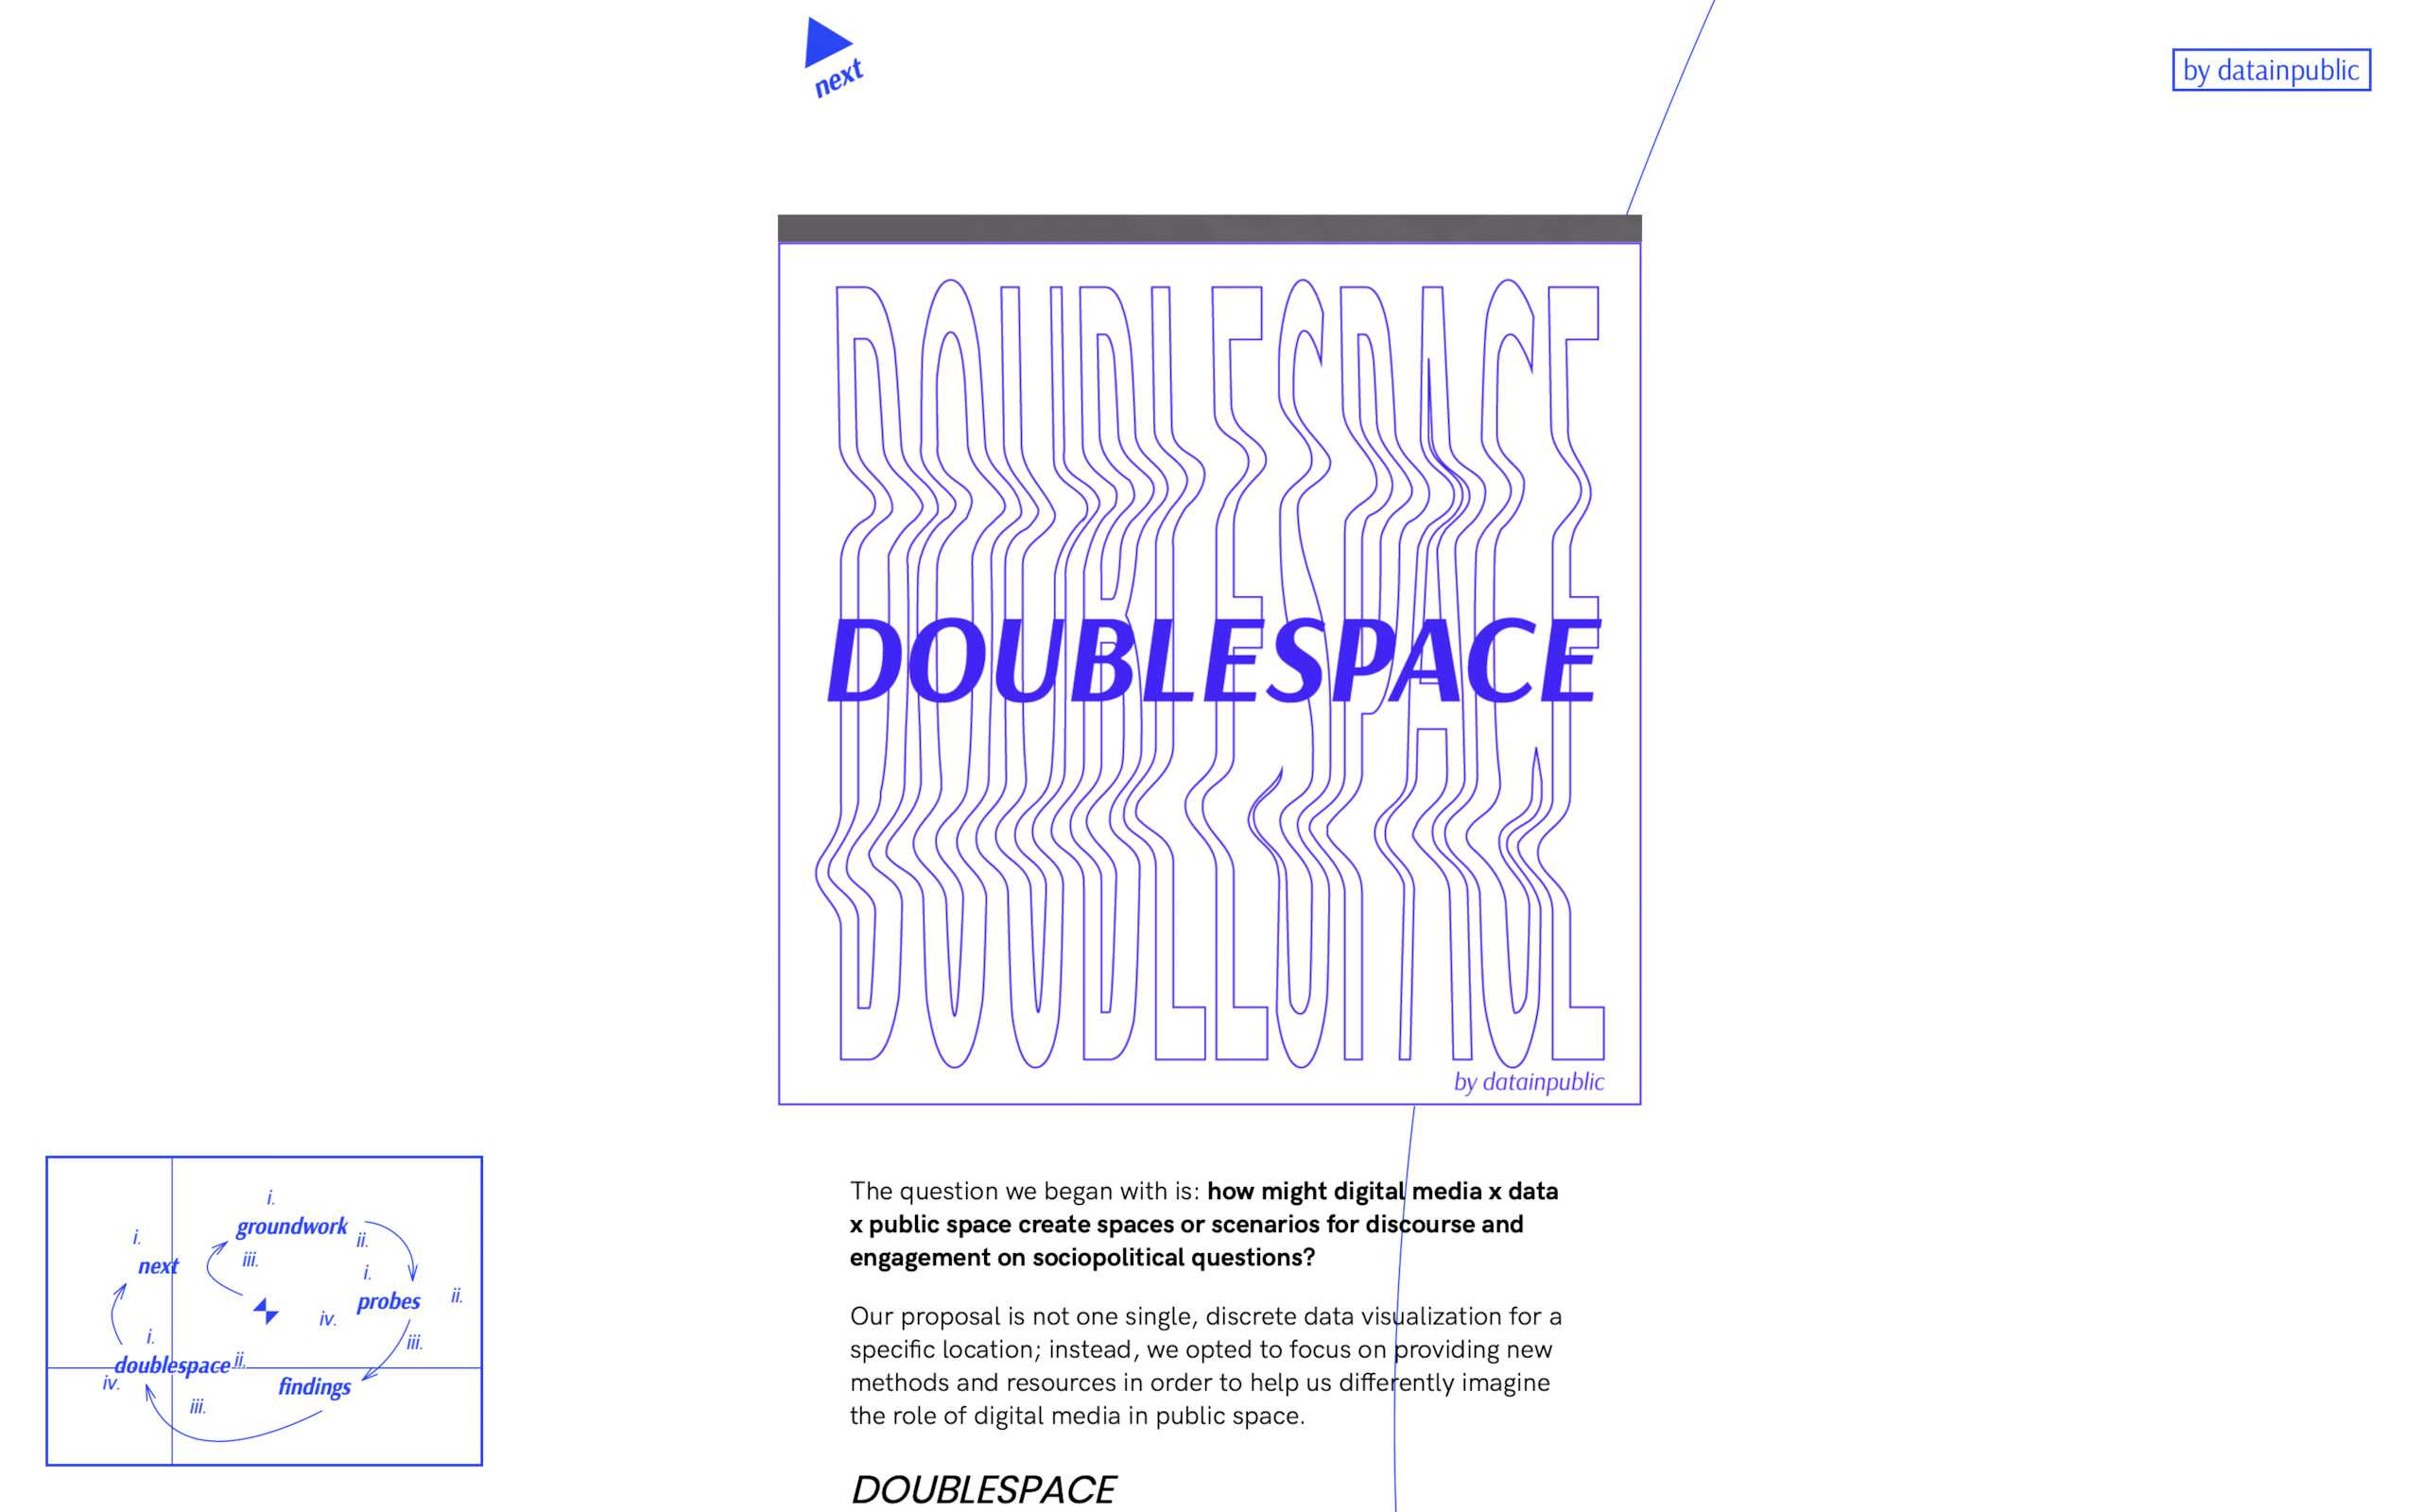 next
by datainpublic
DOUBLESPACE
DOUBLESPACE
by datainpublic
The question we began with is: how might digital media x data
x public space create spaces or scenarios for discourse and
engagement on sociopolitical questions?
Our proposal is not one single, discrete data visualization for a
specific location; instead, we opted to focus on providing new
methods and resources in order to help us differently imagine
the role of digital media in public space.
DOUBLESPACE
i.
groundwork
i.
ii.
iii.
next
i.
probes
ii.
iv.
iii.
i.
doublespace
ii.
iv.
findings
iii.